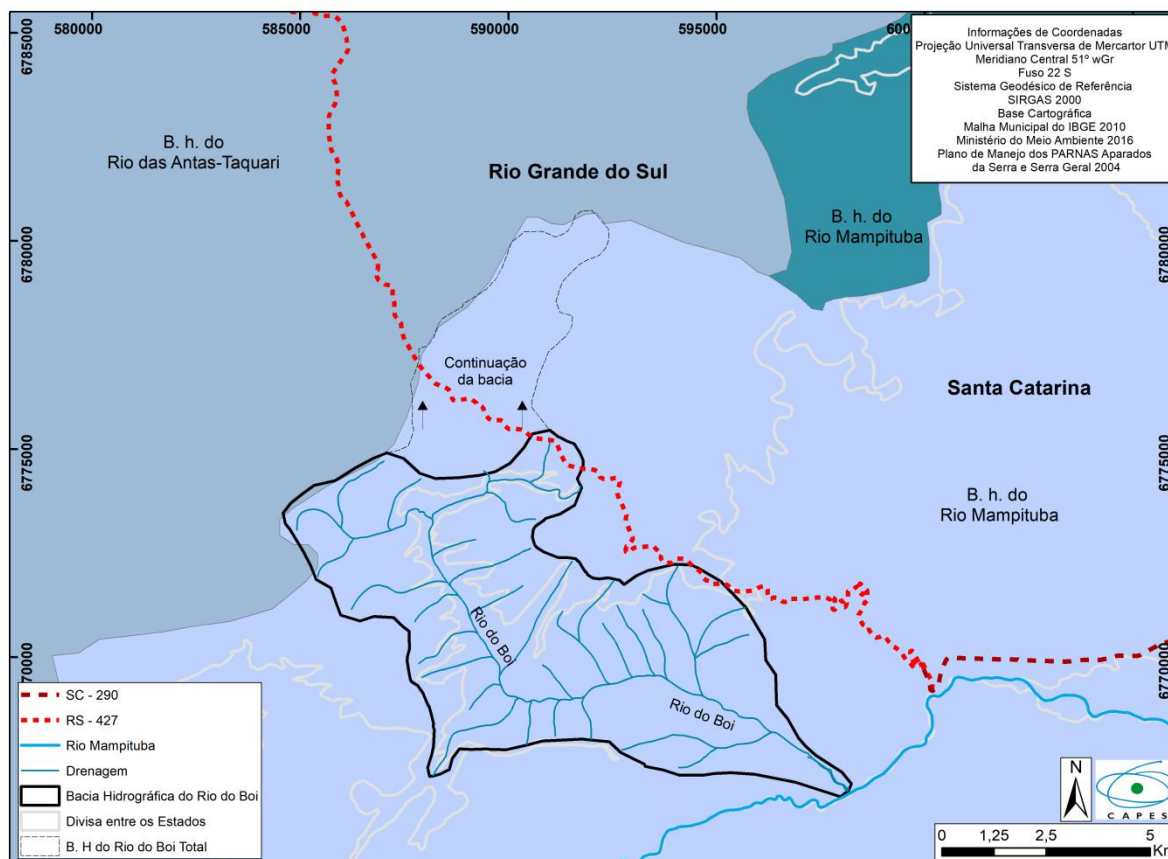 580000
585000
590000
595000
6785000
6780000
6775000
6770000
6780000
6775000
6770000
Informações de Coordenadas
Projeção Universal Transversa de Mercartor UTM
Meridiano Central 51º wGr
Fuso 22 S
Sistema Geodésico de Referência
SIRGAS 2000
Base Cartográfica
Malha Municipal do IBGE 2010
Ministério do Meio Ambiente 2016
Plano de Manejo dos PARNAS Aparados
da Serra e Serra Geral 2004
B. h. do
Rio das Antas-Taquari
Rio Grande do Sul
B. h. do
Rio Mampituba
Continuação
da bacia
Santa Catarina
B. h. do
Rio Mampituba
Rio do Boi
Rio do Boi
SC - 290
RS - 427
Rio Mampituba
Drenagem
Bacia Hidrográfica do Rio do Boi
Divisa entre os Estados
B. H do Rio do Boi Total
N
CAPES
0 1,25 2,5 5